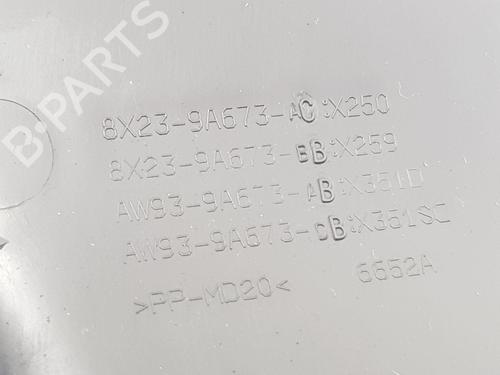 B-PARTS
8X23-9A673-AC:X250
8X23-9A673-BB:X259
AW93-9A673-AB:X351D
AW93-9A673-CB:X351SC
>PP-MD20< 6652A